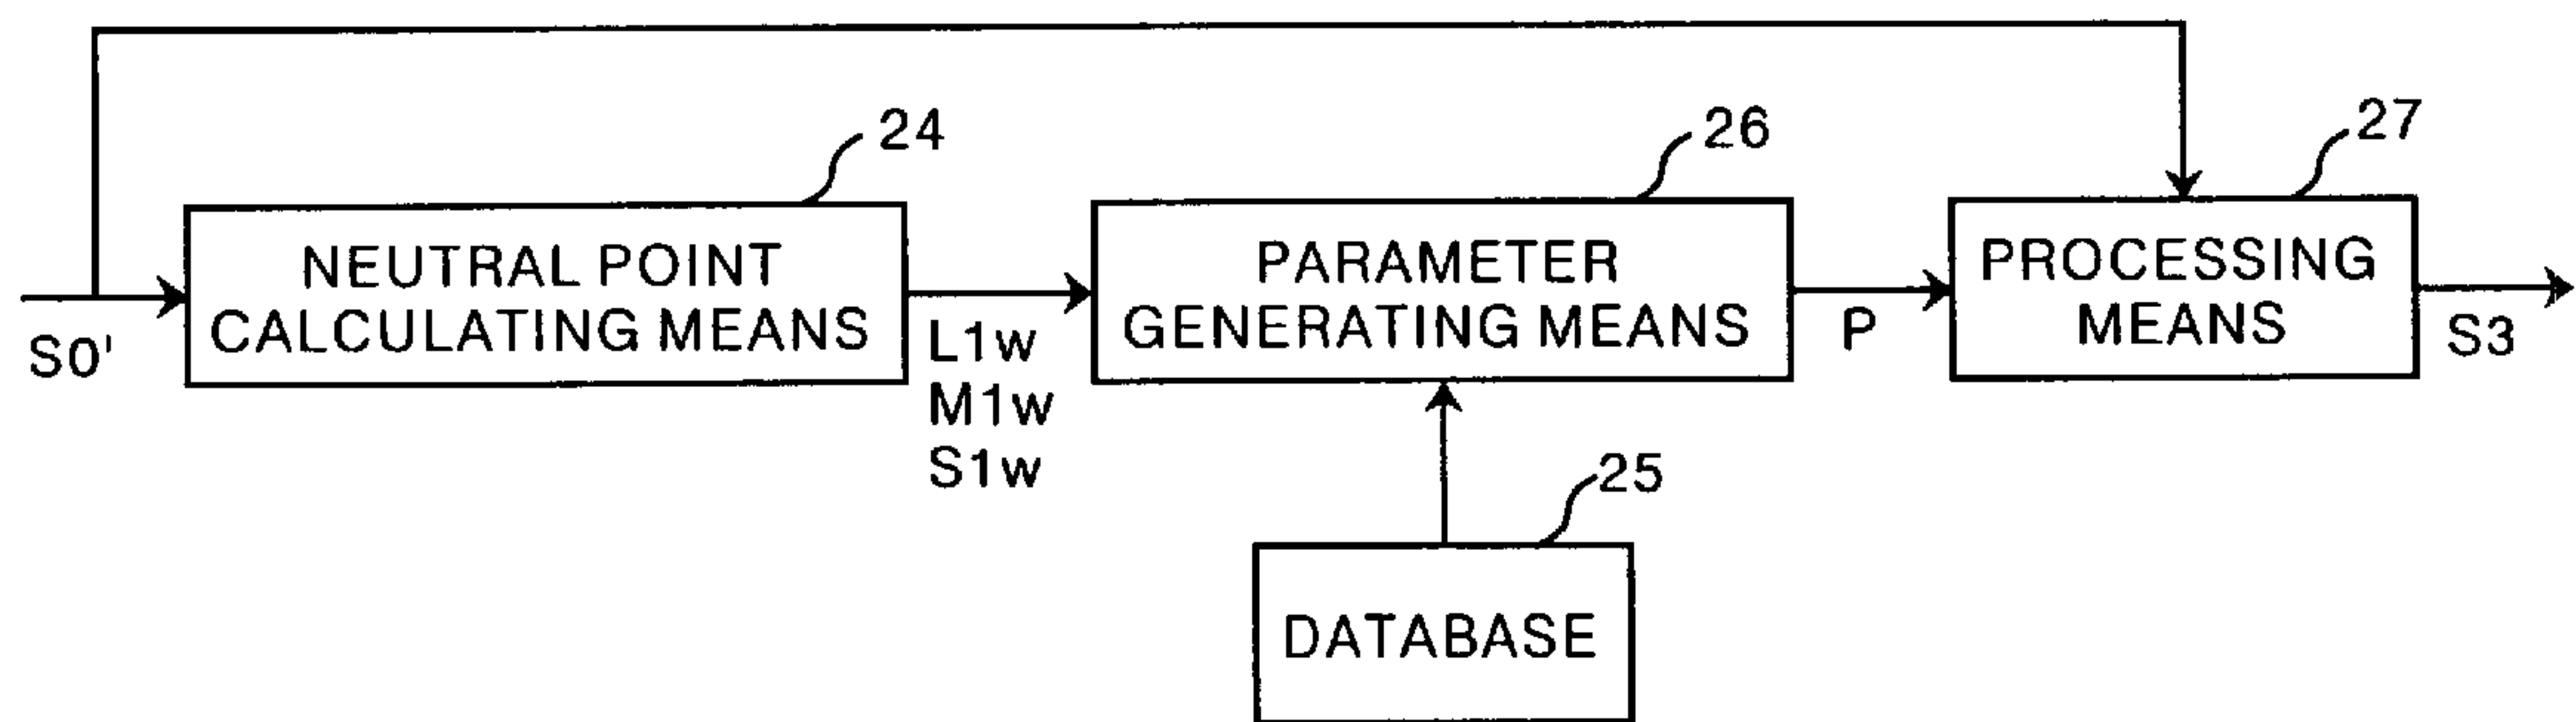 24
26
27
NEUTRAL POINT
CALCULATING MEANS
PARAMETER
GENERATING MEANS
PROCESSING
MEANS
S0'
L1w
M1w
S1w
P
S3
25
DATABASE